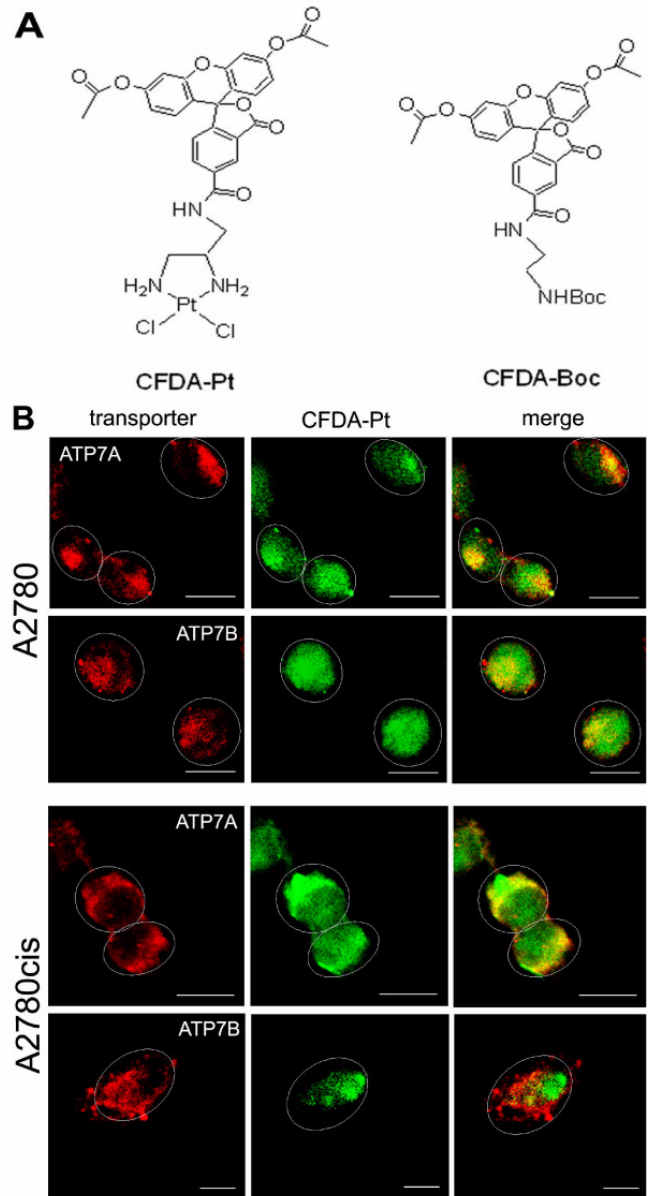 A
O
O
O
O
O
O
O
O
O
O
O
O
O
O
HN
O
O
HN
H₂N
NH₂
Pt
NHBoc
Cl
Cl
CFDA-Pt
CFDA-Boc
B
transporter
CFDA-Pt
merge
A2780
ATP7A
ATP7B
A2780cis
ATP7A
ATP7B